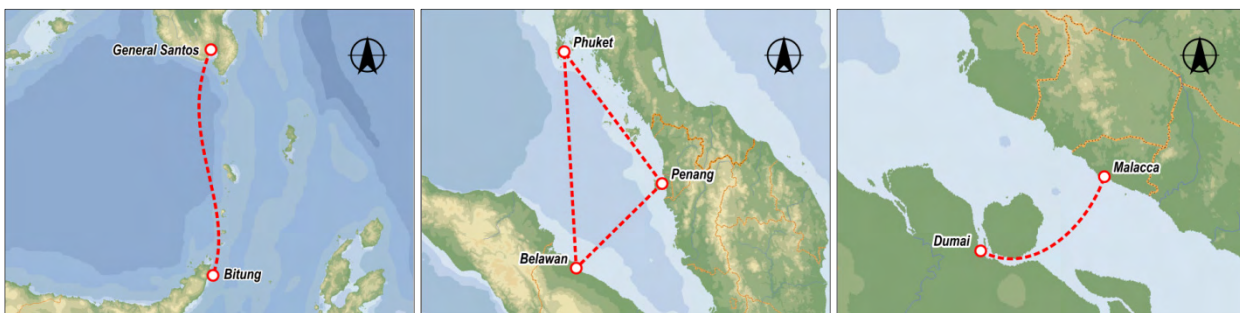 General Santos
Bitung
Phuket
Penang
Belawan
Malacca
Dumai